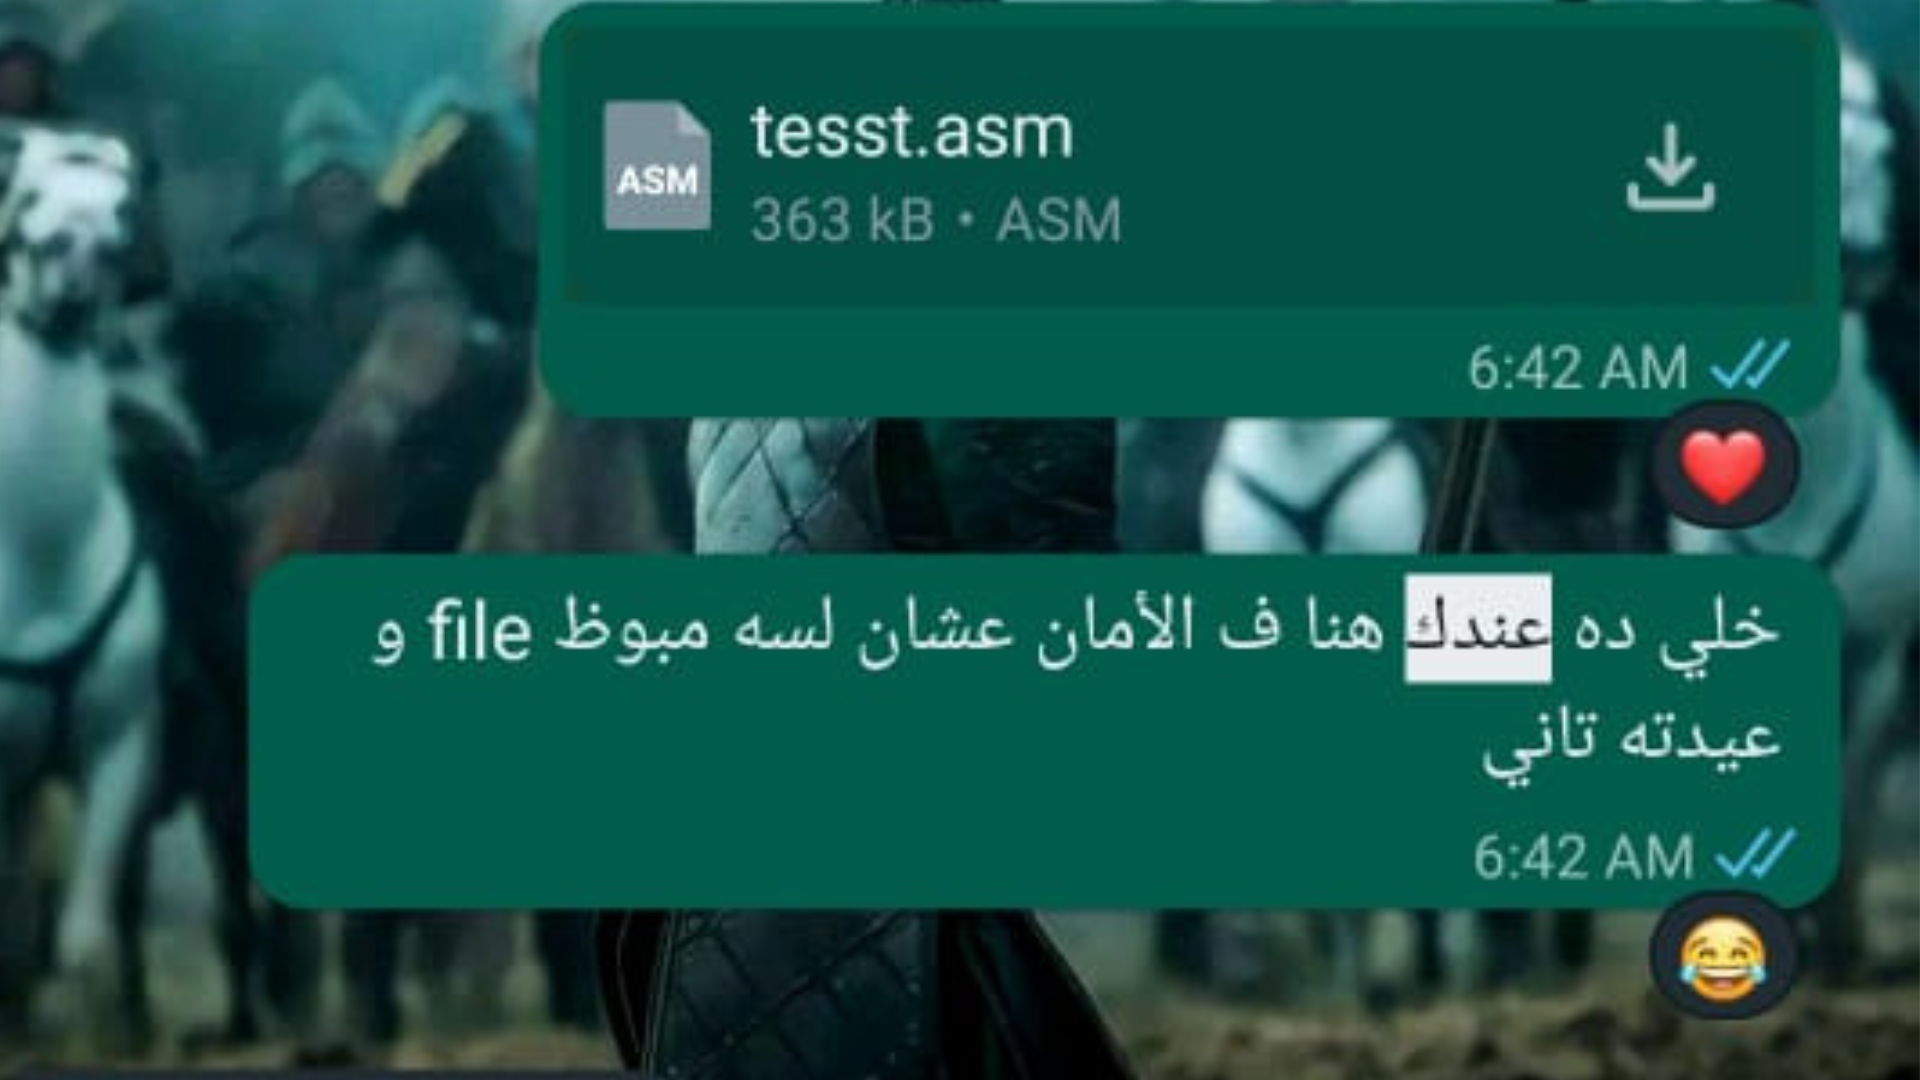 tesst.asm
ASM
363 kB • ASM
6:42 AM
خلي ده عندك هنا ف الأمان عشان لسه مبوظ file و
عيدته تاني
6:42 AM